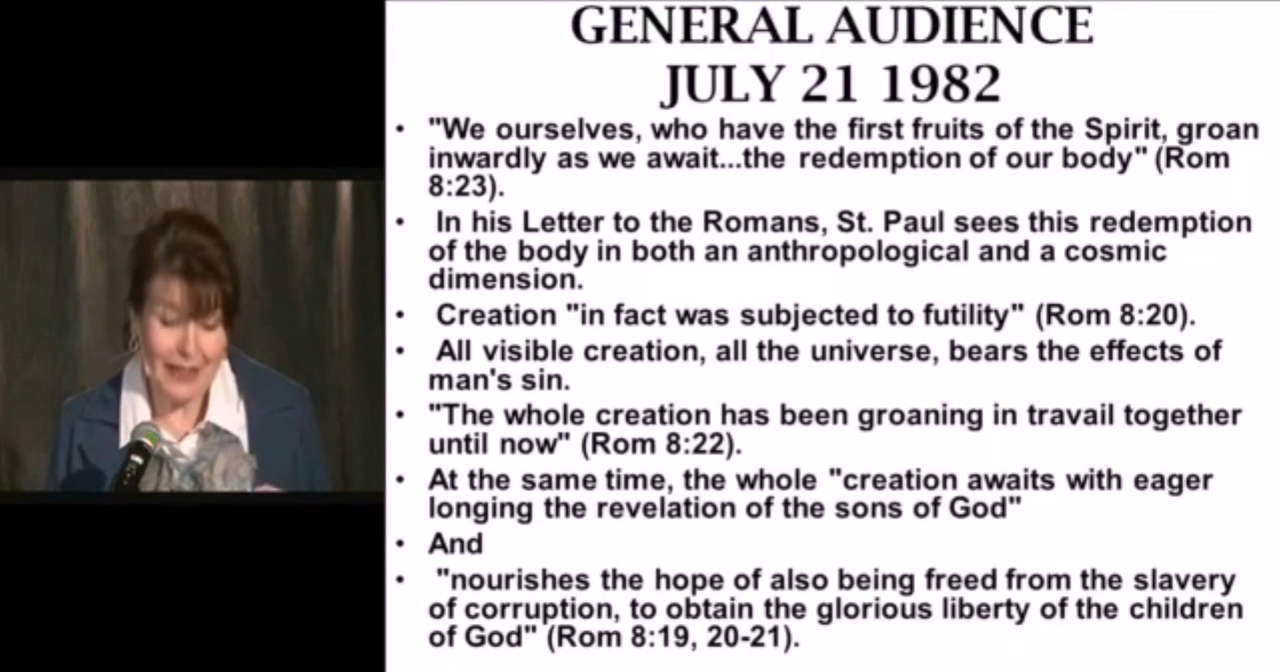 GENERAL AUDIENCE
JULY 21 1982
• "We ourselves, who have the first fruits of the Spirit, groan
inwardly as we await...the redemption of our body" (Rom
8:23).
• In his Letter to the Romans, St. Paul sees this redemption
of the body in both an anthropological and a cosmic
dimension.
• Creation "in fact was subjected to futility" (Rom 8:20).
• All visible creation, all the universe, bears the effects of
man's sin.
• "The whole creation has been groaning in travail together
until now" (Rom 8:22).
• At the same time, the whole "creation awaits with eager
longing the revelation of the sons of God"
• And
• "nourishes the hope of also being freed from the slavery
of corruption, to obtain the glorious liberty of the children
of God" (Rom 8:19, 20-21).